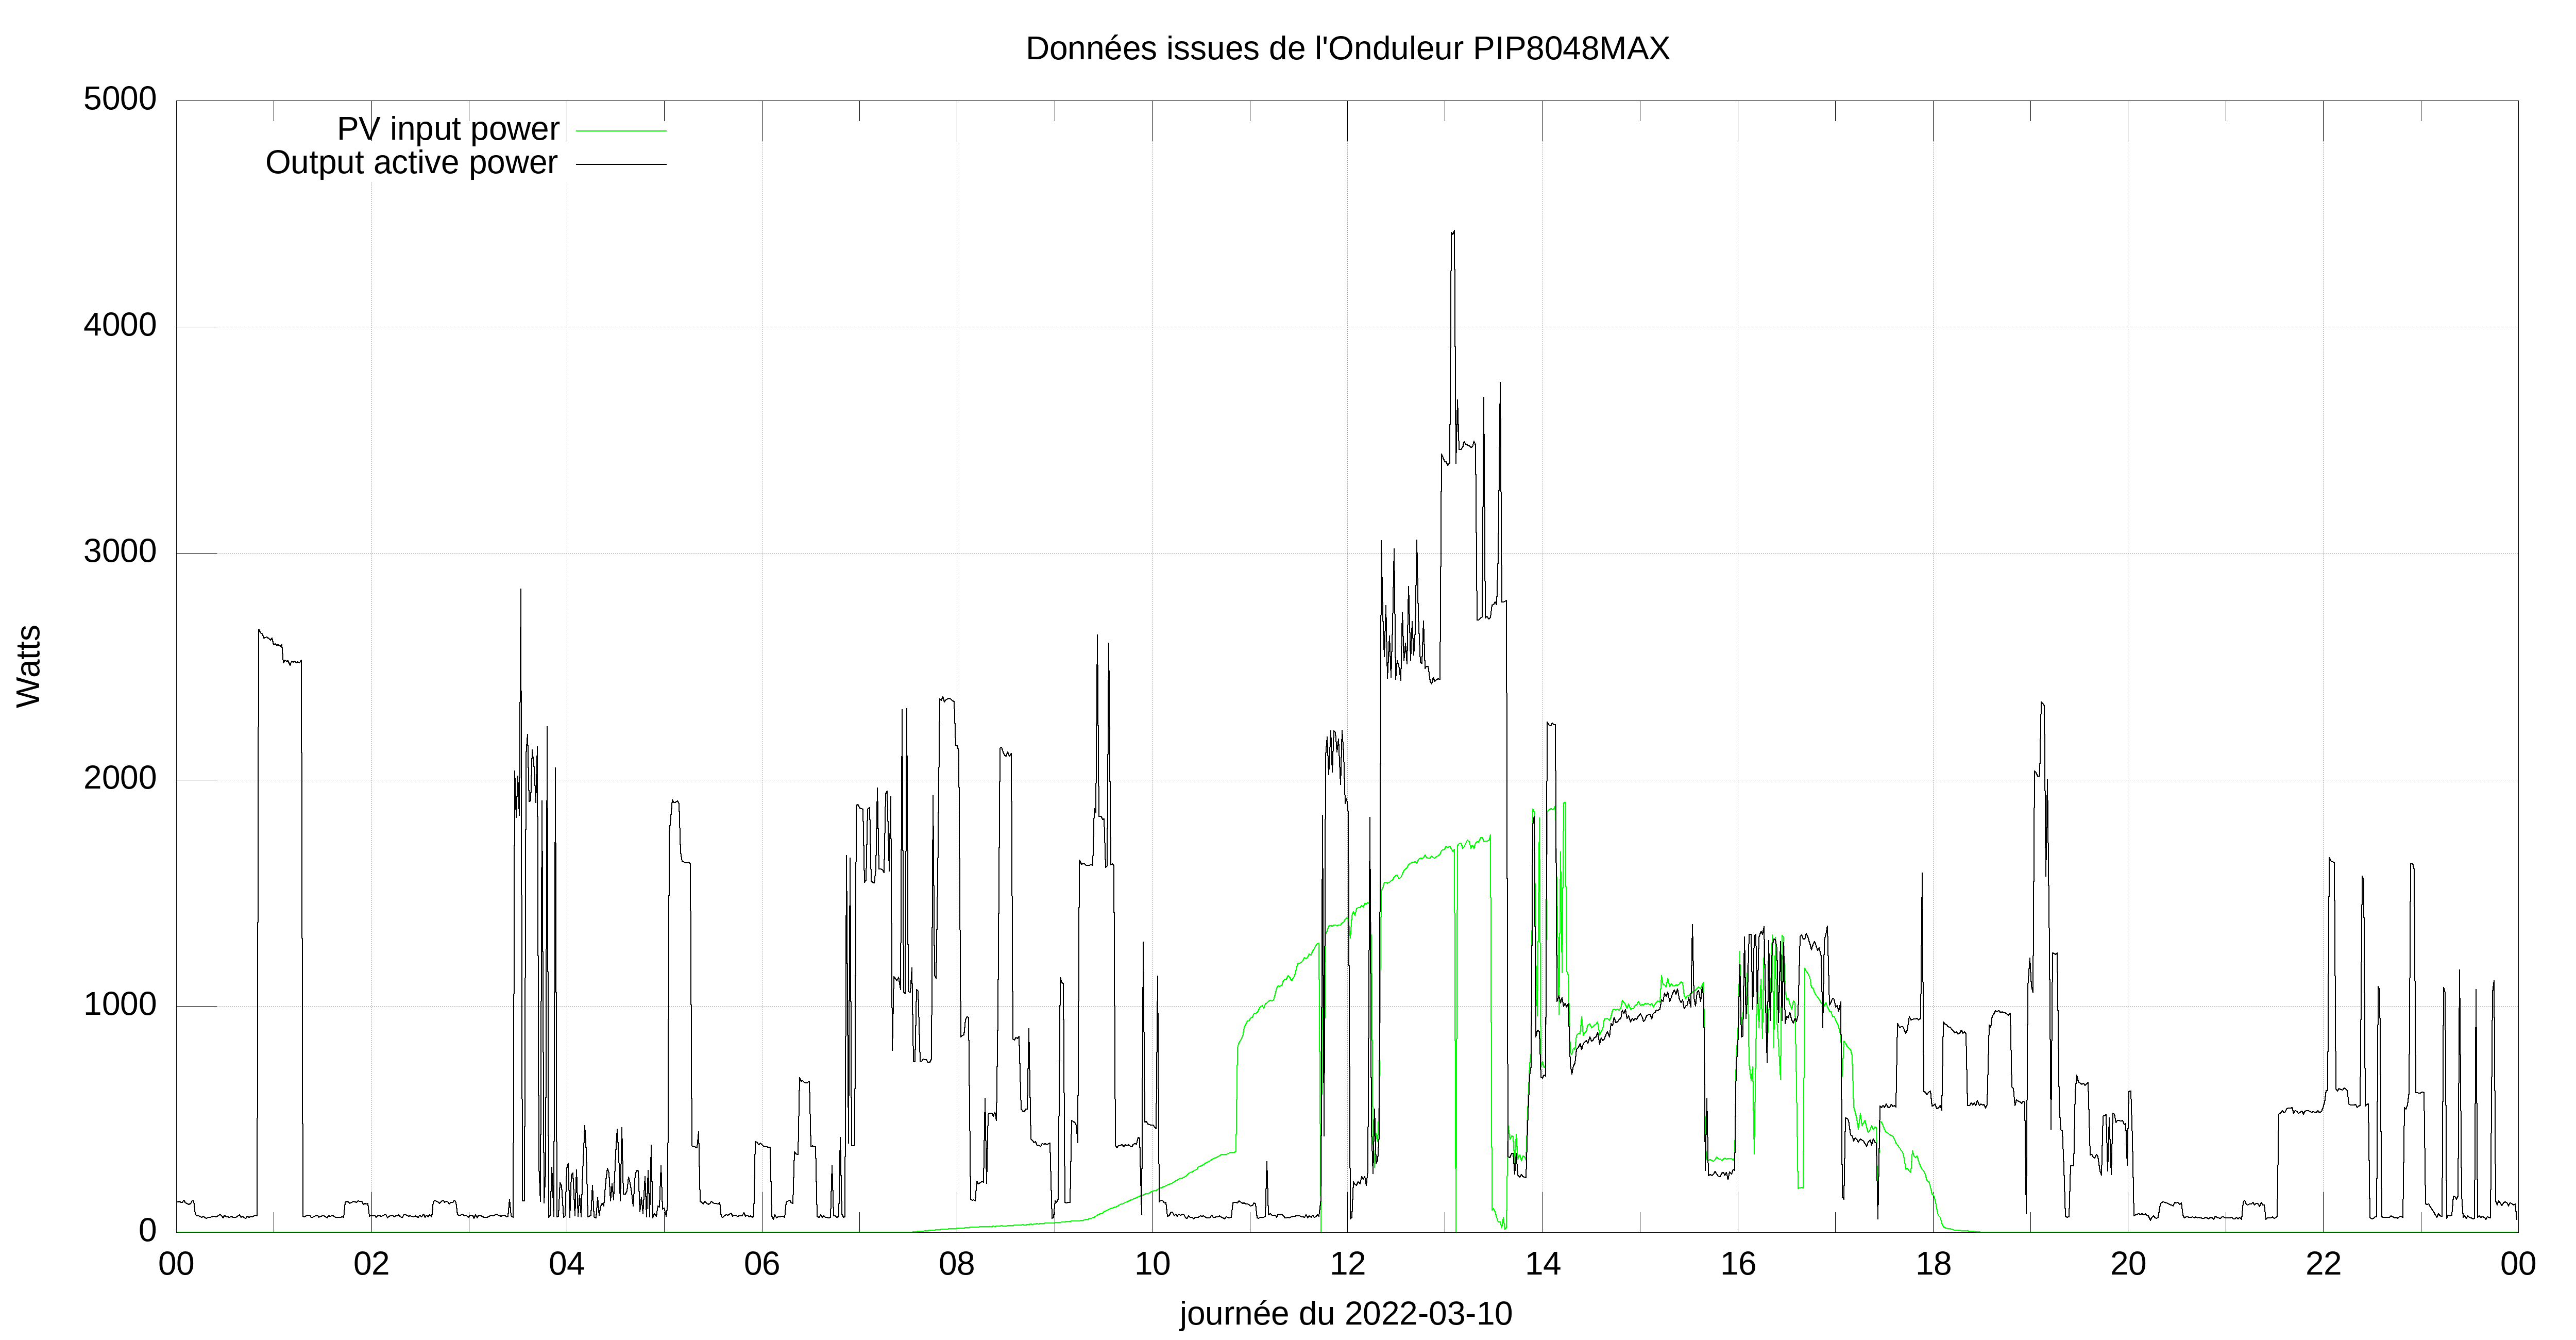 Données issues de l'Onduleur PIP8048MAX
5000
4000
3000
2000
1000
0
Watts
PV input power
Output active power
00 02 04 06 08 10 12 14 16 18 20 22 00
journée du 2022-03-10